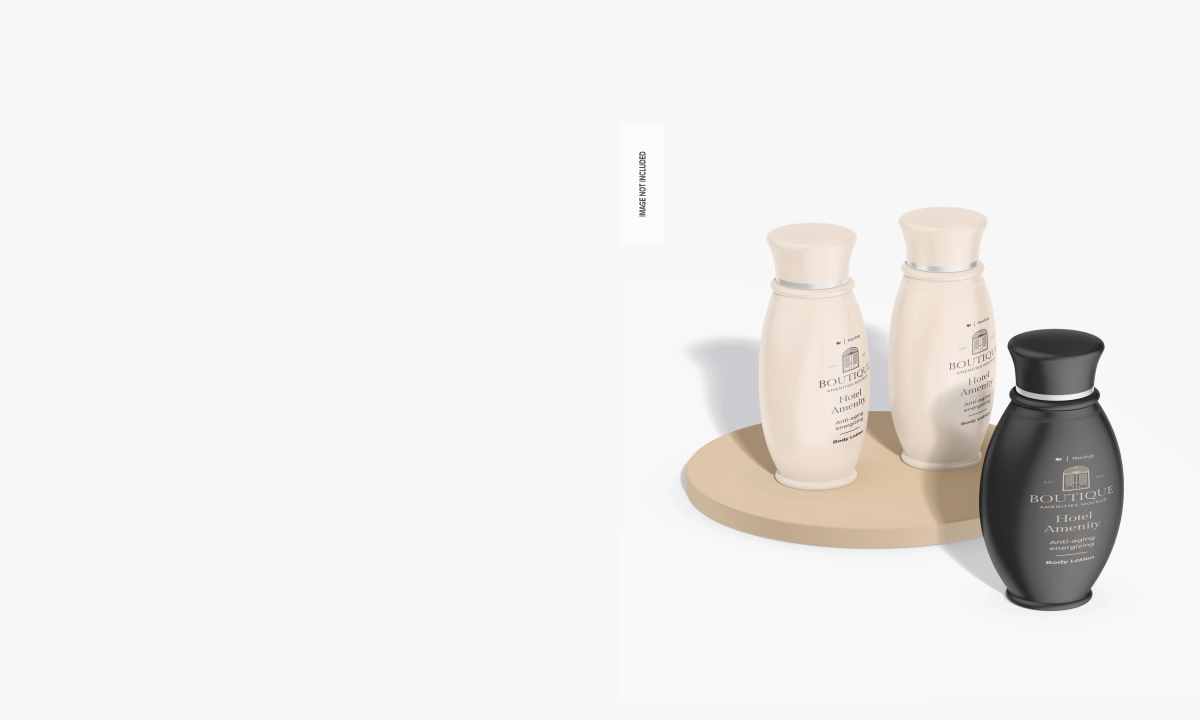 IMAGE NOT INCLUDED
Mockup
BOUTIQUE
AMENITIES MOCKUP
Hotel
Amenity
Anti-aging
energizing
Body Lotion
Mockup
BOUTIQUE
AMENITIES MOCKUP
Hotel
Amenity
Anti-aging
energizing
Body Lotion
Mockup
BOUTIQUE
AMENITIES MOCKUP
Hotel
Amenity
Anti-aging
energizing
Body Lotion